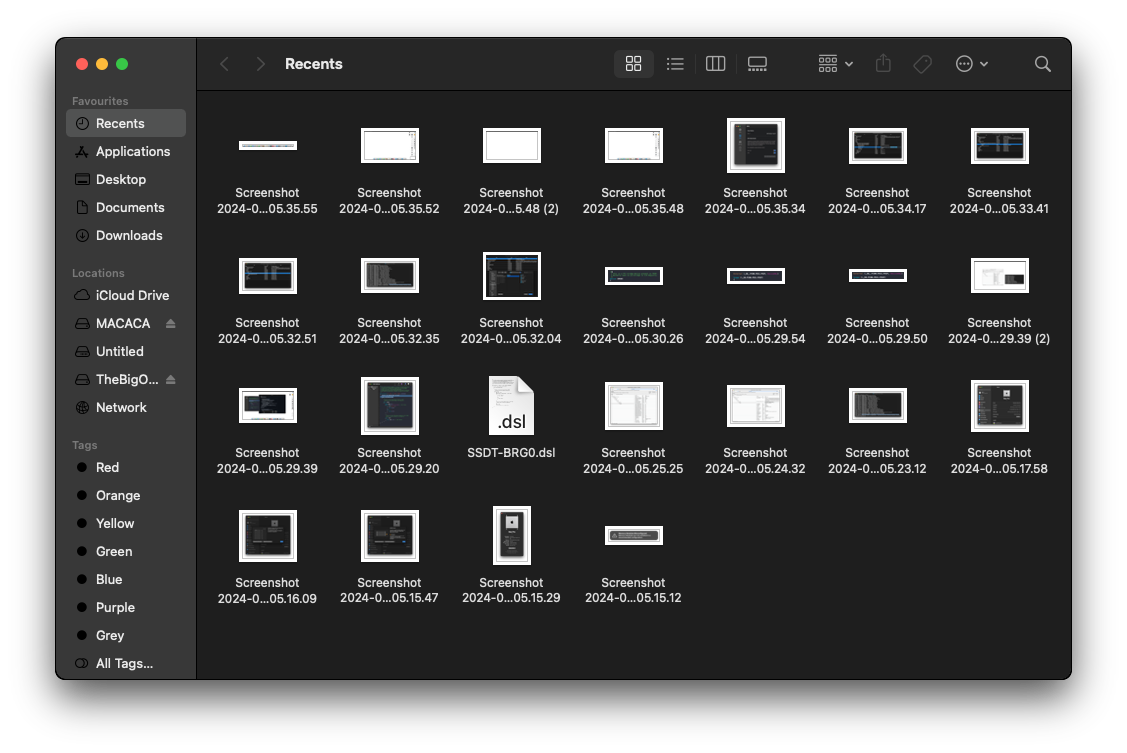 Recents
Favourites
Recents
Applications
Desktop
Documents
Downloads
Locations
iCloud Drive
MACACA
Untitled
TheBigO...
Network
Tags
Red
Orange
Yellow
Green
Blue
Purple
Grey
All Tags...
Screenshot
2024-0...05.35.55
Screenshot
2024-0...05.35.52
Screenshot
2024-0...5.48 (2)
Screenshot
2024-0...05.35.48
Screenshot
2024-0...05.35.34
Screenshot
2024-0...05.34.17
Screenshot
2024-0...05.33.41
Screenshot
2024-0...05.32.51
Screenshot
2024-0...05.32.35
Screenshot
2024-0...05.32.04
Screenshot
2024-0...05.30.26
Screenshot
2024-0...05.29.54
Screenshot
2024-0...05.29.50
Screenshot
2024-0...29.39 (2)
Screenshot
2024-0...05.29.39
Screenshot
2024-0...05.29.20
.dsl
SSDT-BRG0.dsl
Screenshot
2024-0...05.25.25
Screenshot
2024-0...05.24.32
Screenshot
2024-0...05.23.12
Screenshot
2024-0...05.17.58
Screenshot
2024-0...05.16.09
Screenshot
2024-0...05.15.47
Screenshot
2024-0...05.15.29
Screenshot
2024-0...05.15.12